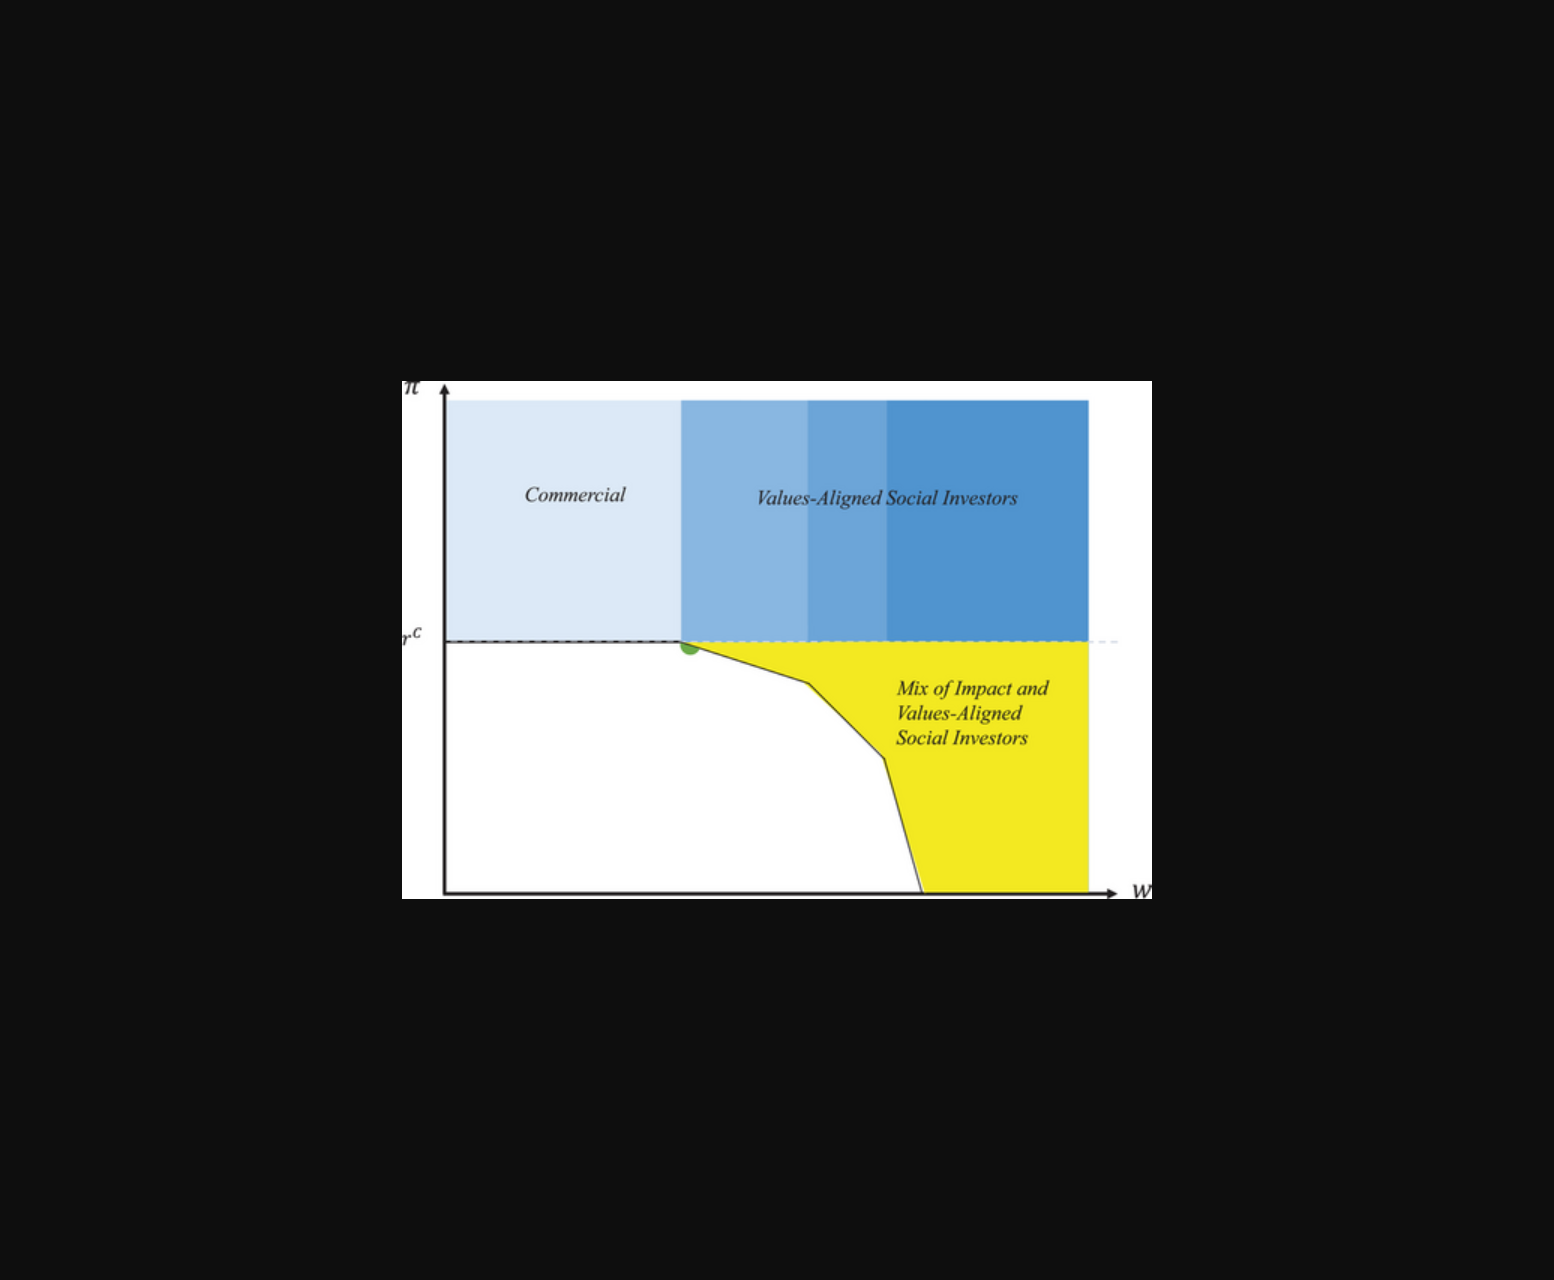 π
Commercial
Values-Aligned Social Investors
r^c
Mix of Impact and
Values-Aligned
Social Investors
w